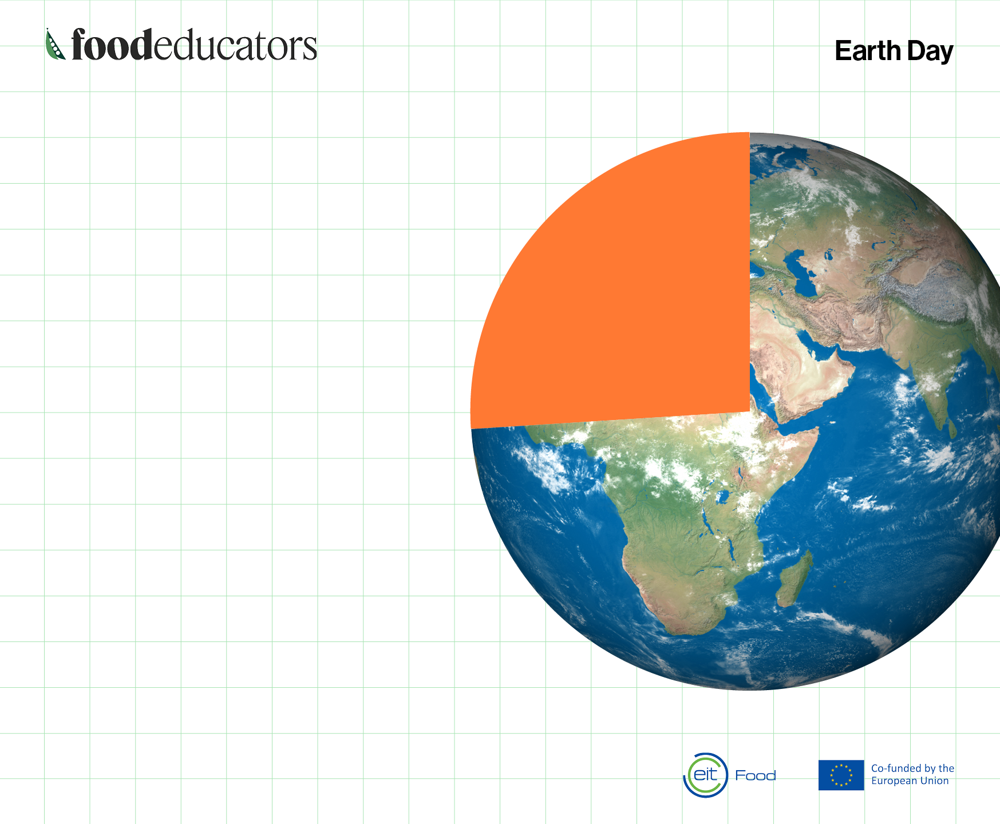 foodeducators
Earth Day
eit Food
Co-funded by the
European Union